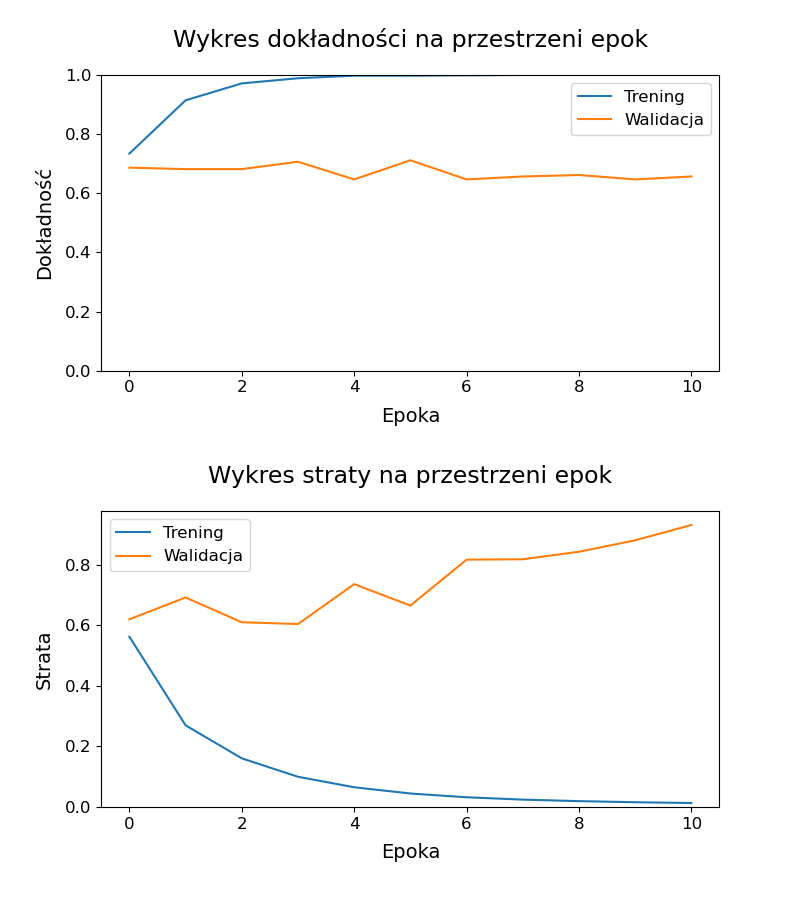 Wykres dokładności na przestrzeni epok
1.0
0.8
0.6
0.4
0.2
0.0
Dokładność
Trening
Walidacja
0 2 4 6 8 10
Epoka
Wykres straty na przestrzeni epok
0.8
0.6
0.4
0.2
0.0
Strata
Trening
Walidacja
0 2 4 6 8 10
Epoka